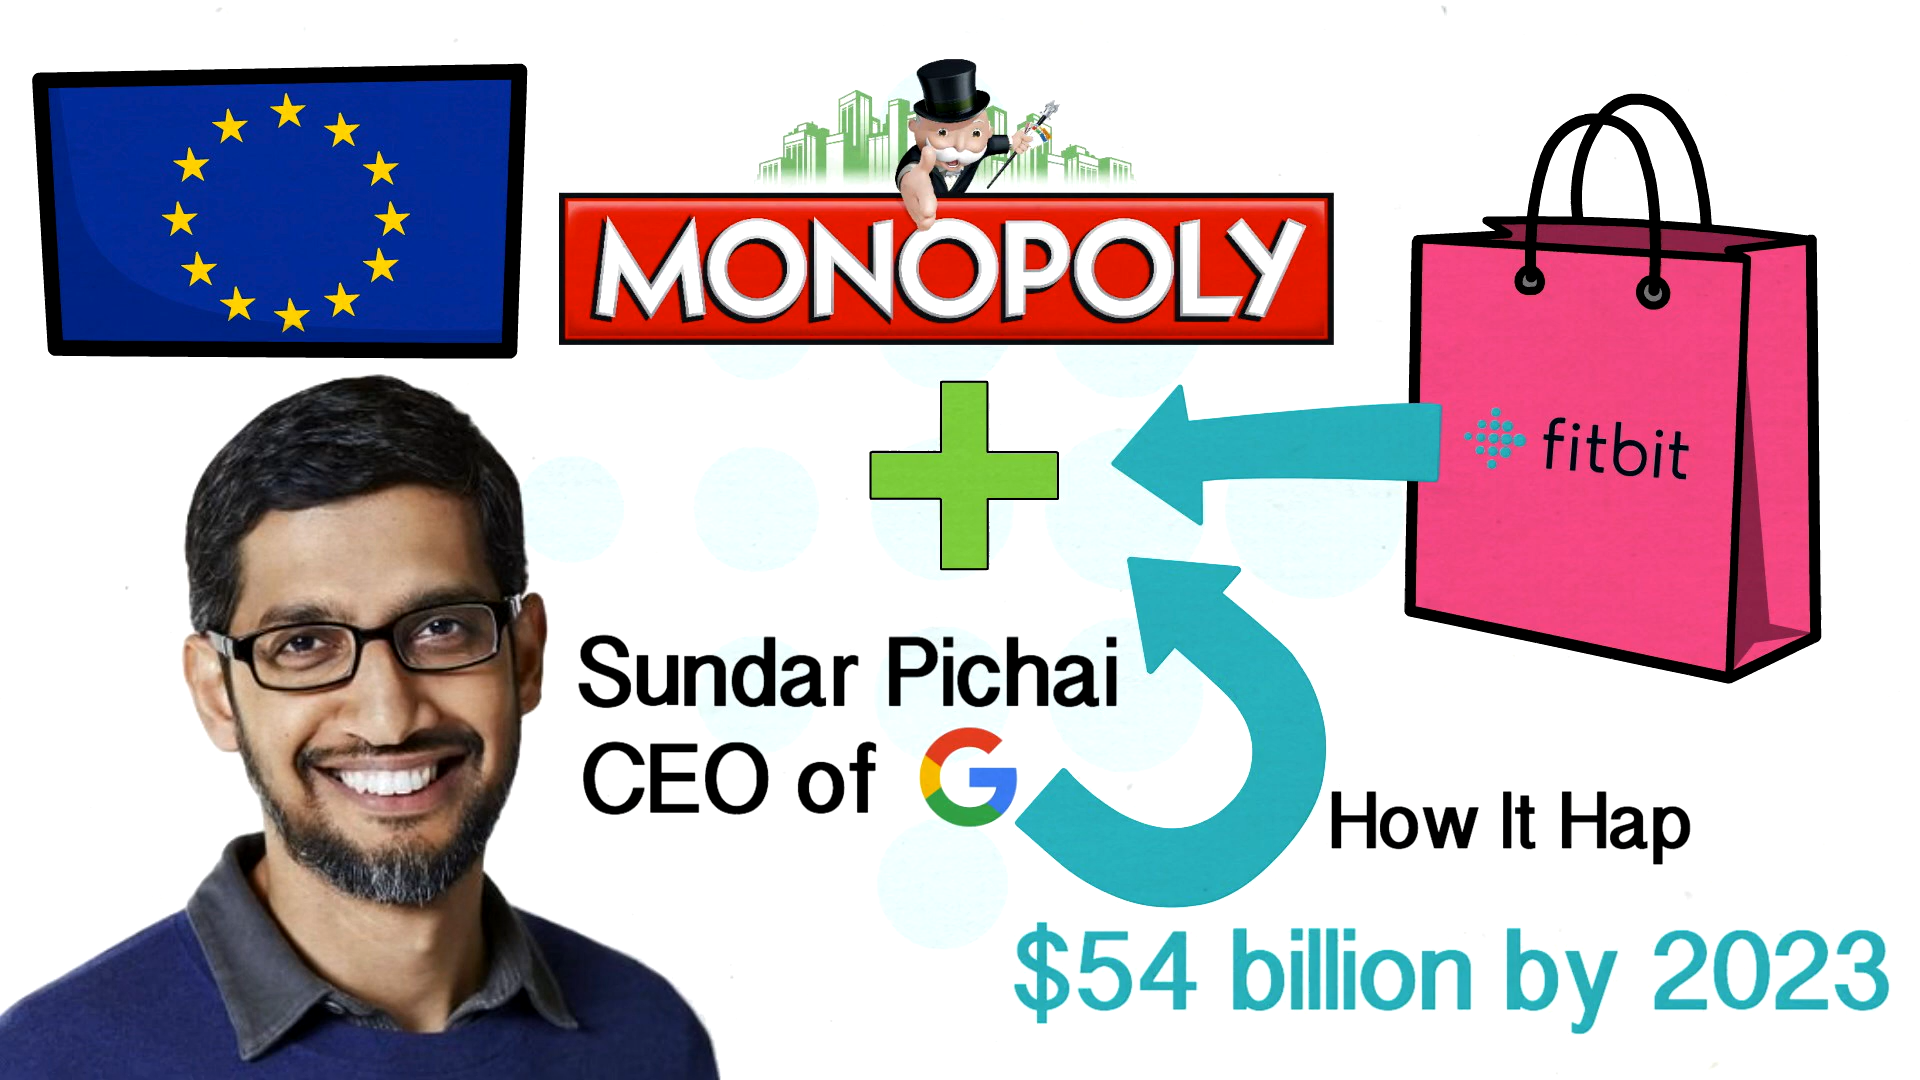 MONOPOLY
fitbit
Sundar Pichai
CEO of G
How It Hap
$54 billion by 2023